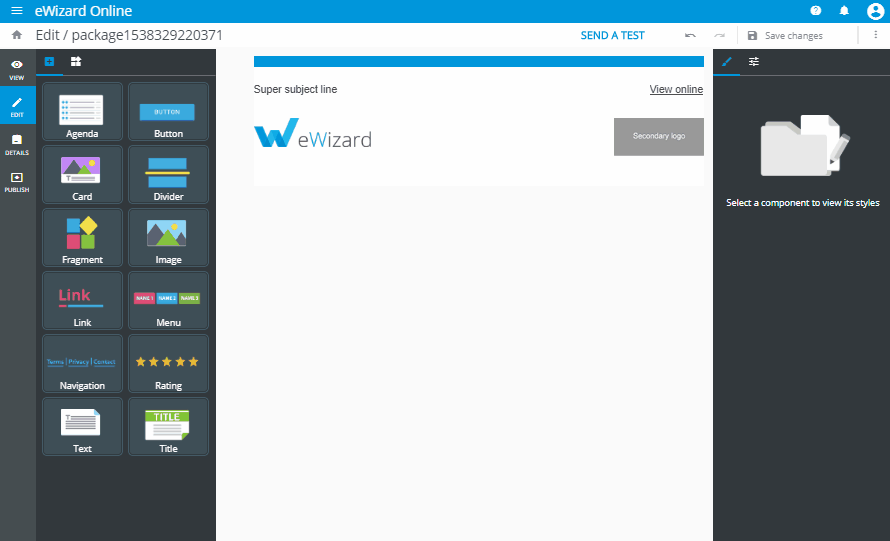 eWizard Online
Edit / package1538329220371
SEND A TEST
Save changes
VIEW
EDIT
DETAILS
PUBLISH
Agenda
BUTTON
Button
Card
Divider
Fragment
Image
Link
Link
NAME 1 NAME 2 NAME 3
Menu
Terms | Privacy | Contact
Navigation
Rating
Text
TITLE
Title
Super subject line
View online
eWizard
Secondary logo
Select a component to view its styles